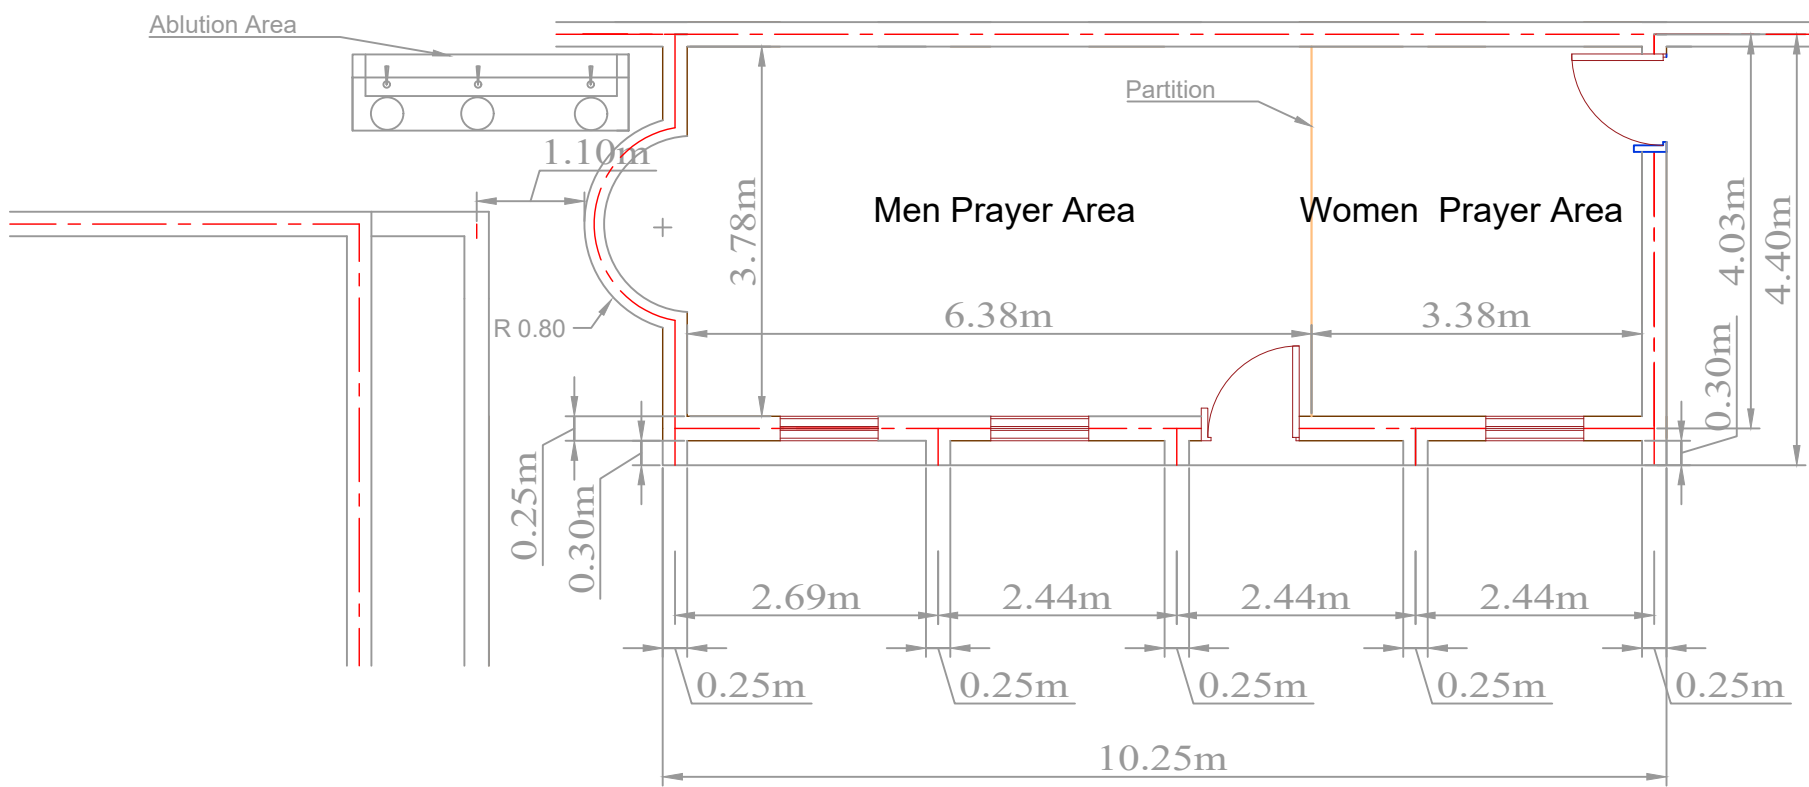 Ablution Area
Partition
1.10m
Men Prayer Area
Women  Prayer Area
3.78m
4.03m
4.40m
R 0.80
6.38m
3.38m
0.30m
0.25m
0.30m
2.69m
2.44m
2.44m
2.44m
0.25m
0.25m
0.25m
0.25m
0.25m
10.25m